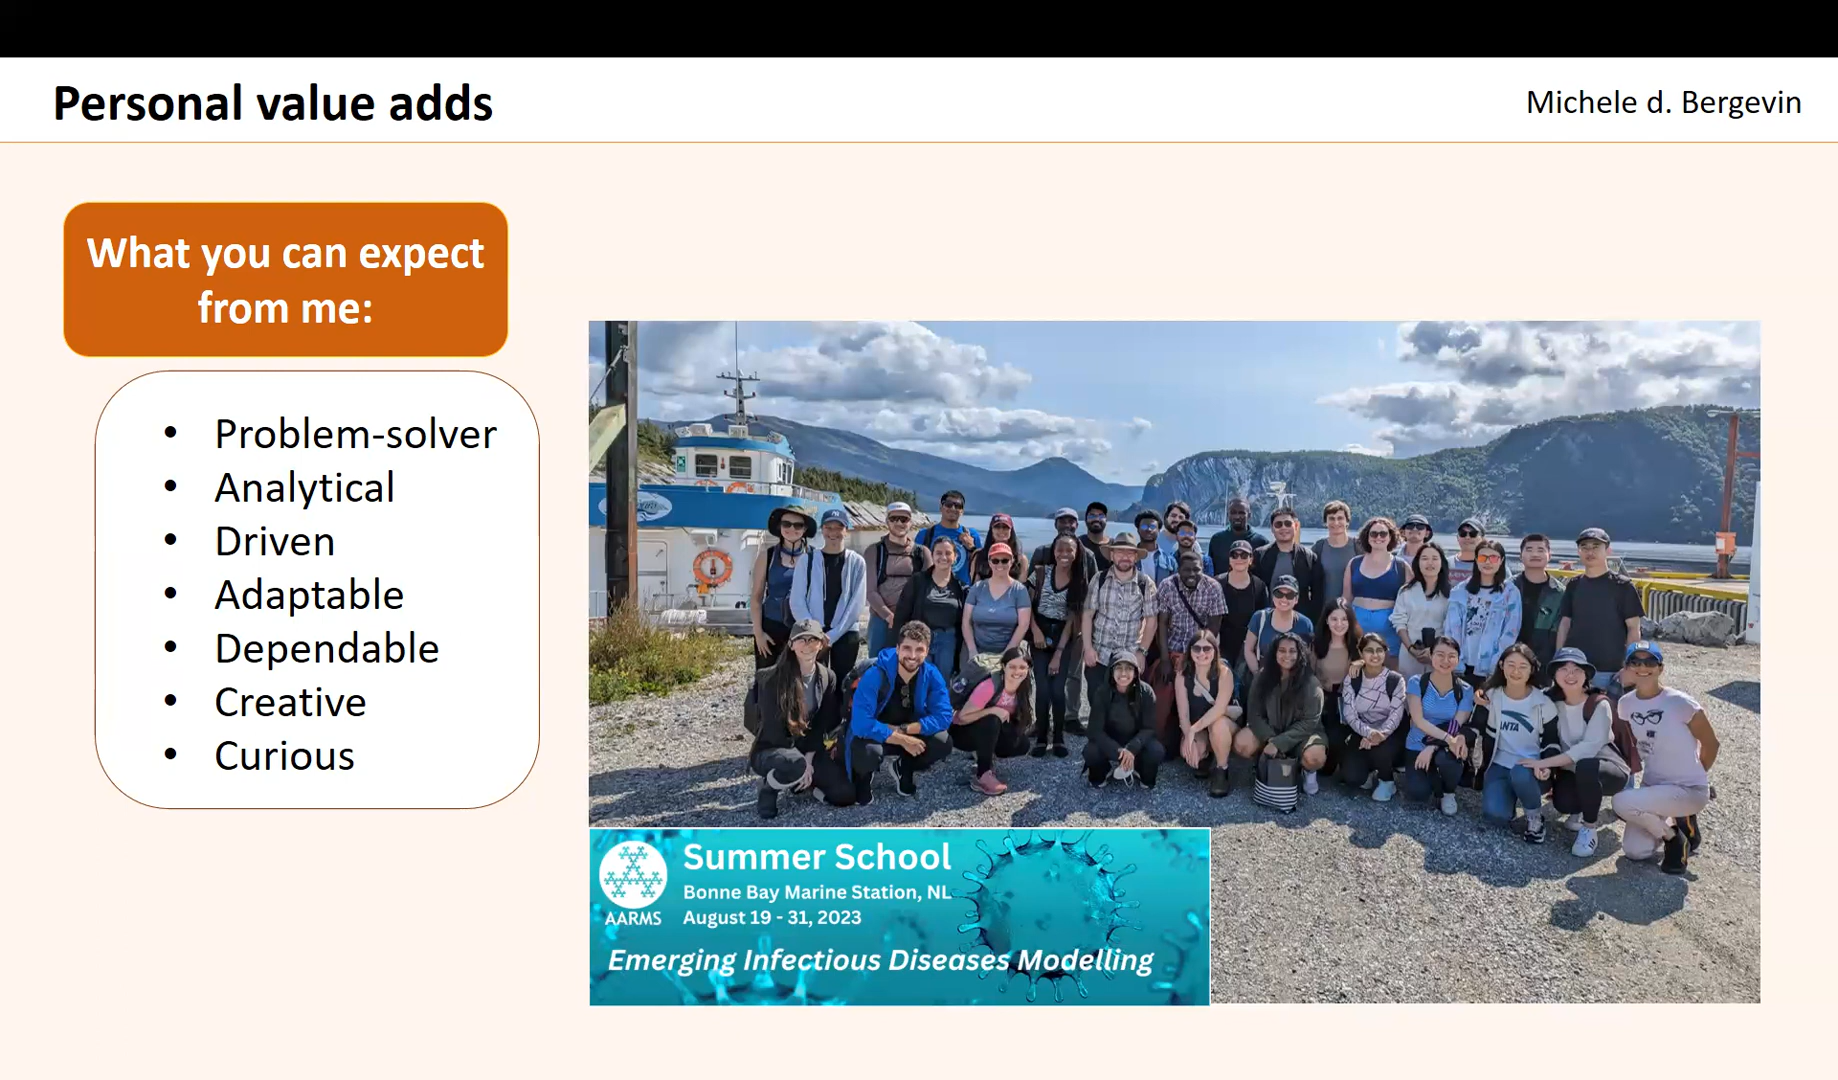 Personal value adds
Michele d. Bergevin
What you can expect
from me:
• Problem-solver
• Analytical
• Driven
• Adaptable
• Dependable
• Creative
• Curious
ANTA
AARMS
Summer School
Bonne Bay Marine Station, NL
August 19 - 31, 2023
Emerging Infectious Diseases Modelling